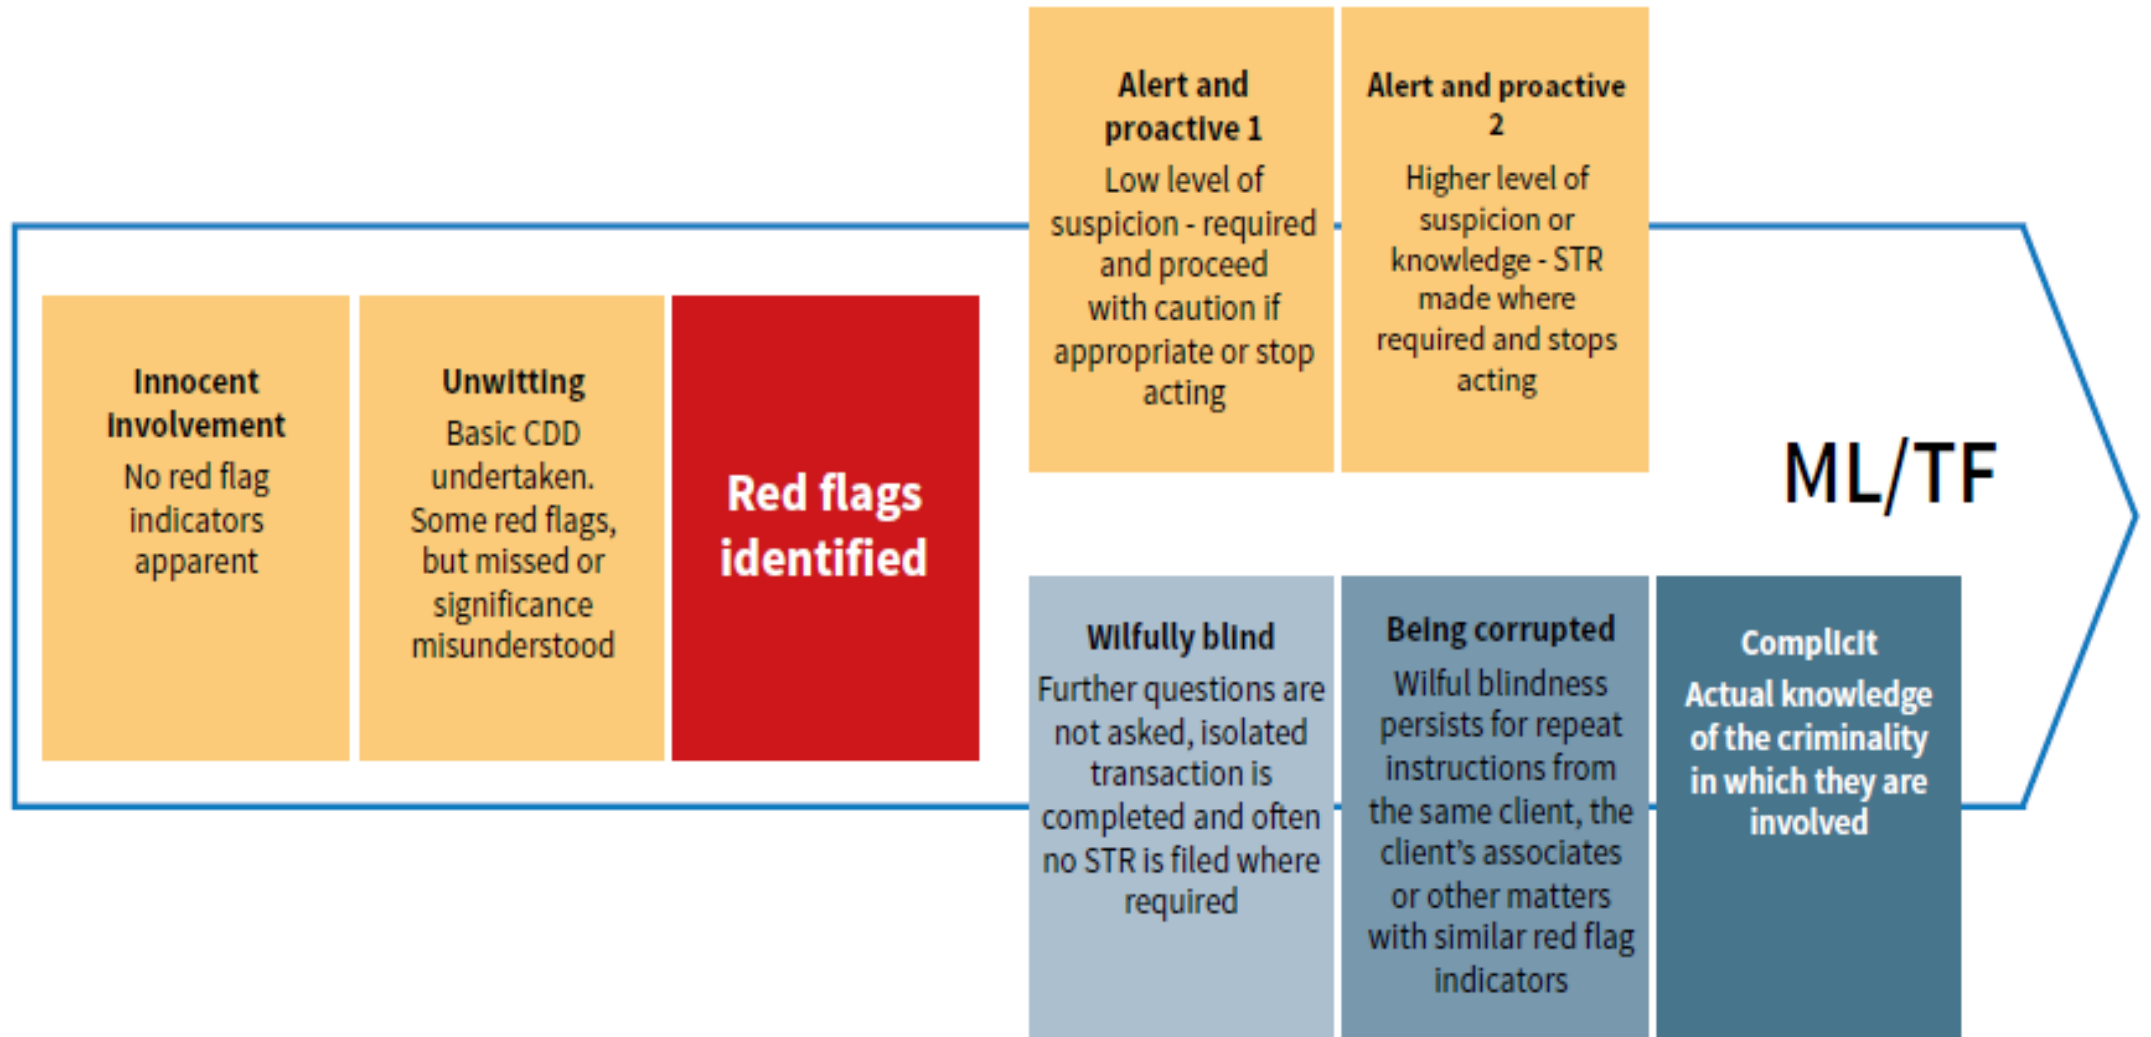 Innocent
Involvement
No red flag
indicators
apparent
Unwitting
Basic CDD
undertaken.
Some red flags,
but missed or
significance
misunderstood
Red flags
identified
Alert and
proactive 1
Low level of
suspicion - required
and proceed
with caution if
appropriate or stop
acting
Alert and proactive
2
Higher level of
suspicion or
knowledge - STR
made where
required and stops
acting
Wilfully blind
Further questions are
not asked, isolated
transaction is
completed and often
no STR is filed where
required
Being corrupted
Wilful blindness
persists for repeat
instructions from
the same client, the
client's associates
or other matters
with similar red flag
indicators
Complicit
Actual knowledge
of the criminality
in which they are
involved
ML/TF